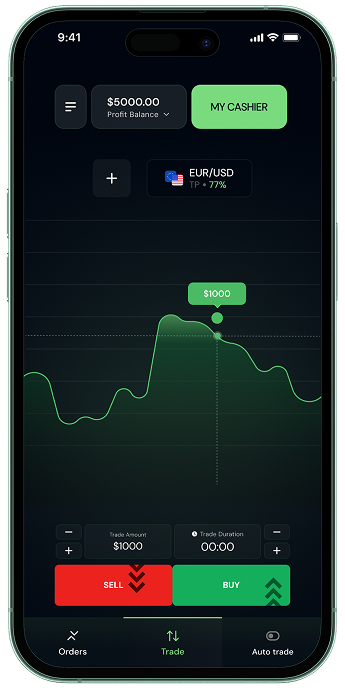 9:41
$5000.00
Profit Balance
MY CASHIER
EUR/USD
TP • 77%
$1000
Trade Amount
$1000
Trade Duration
00:00
SELL
BUY
Orders
Trade
Auto trade